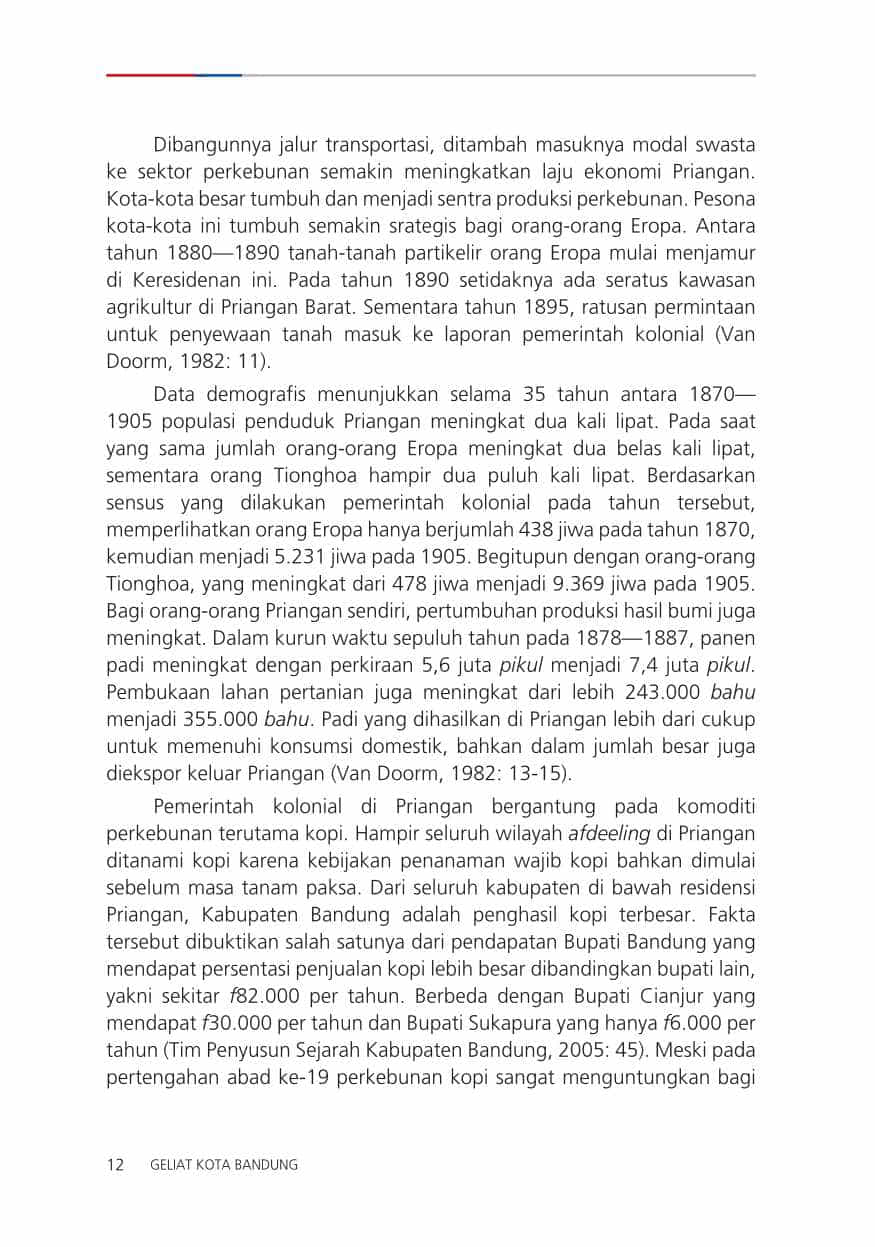 Dibangunnya jalur transportasi, ditambah masuknya modal swasta
ke sektor perkebunan semakin meningkatkan laju ekonomi Priangan.
Kota-kota besar tumbuh dan menjadi sentra produksi perkebunan. Pesona
kota-kota ini tumbuh semakin srategis bagi orang-orang Eropa. Antara
tahun 1880—1890 tanah-tanah partikelir orang Eropa mulai menjamur
di Keresidenan ini. Pada tahun 1890 setidaknya ada seratus kawasan
agrikultur di Priangan Barat. Sementara tahun 1895, ratusan permintaan
untuk penyewaan tanah masuk ke laporan pemerintah kolonial (Van
Doorm, 1982: 11).
Data demografis menunjukkan selama 35 tahun antara 1870—
1905 populasi penduduk Priangan meningkat dua kali lipat. Pada saat
yang sama jumlah orang-orang Eropa meningkat dua belas kali lipat,
sementara orang Tionghoa hampir dua puluh kali lipat. Berdasarkan
sensus yang dilakukan pemerintah kolonial pada tahun tersebut,
memperlihatkan orang Eropa hanya berjumlah 438 jiwa pada tahun 1870,
kemudian menjadi 5.231 jiwa pada 1905. Begitupun dengan orang-orang
Tionghoa, yang meningkat dari 478 jiwa menjadi 9.369 jiwa pada 1905.
Bagi orang-orang Priangan sendiri, pertumbuhan produksi hasil bumi juga
meningkat. Dalam kurun waktu sepuluh tahun pada 1878—1887, panen
padi meningkat dengan perkiraan 5,6 juta pikul menjadi 7,4 juta pikul.
Pembukaan lahan pertanian juga meningkat dari lebih 243.000 bahu
menjadi 355.000 bahu. Padi yang dihasilkan di Priangan lebih dari cukup
untuk memenuhi konsumsi domestik, bahkan dalam jumlah besar juga
diekspor keluar Priangan (Van Doorm, 1982: 13-15).
Pemerintah kolonial di Priangan bergantung pada komoditi
perkebunan terutama kopi. Hampir seluruh wilayah afdeeling di Priangan
ditanami kopi karena kebijakan penanaman wajib kopi bahkan dimulai
sebelum masa tanam paksa. Dari seluruh kabupaten di bawah residensi
Priangan, Kabupaten Bandung adalah penghasil kopi terbesar. Fakta
tersebut dibuktikan salah satunya dari pendapatan Bupati Bandung yang
mendapat persentasi penjualan kopi lebih besar dibandingkan bupati lain,
yakni sekitar f82.000 per tahun. Berbeda dengan Bupati Cianjur yang
mendapat f30.000 per tahun dan Bupati Sukapura yang hanya f6.000 per
tahun (Tim Penyusun Sejarah Kabupaten Bandung, 2005: 45). Meski pada
pertengahan abad ke-19 perkebunan kopi sangat menguntungkan bagi
12 GELIAT KOTA BANDUNG